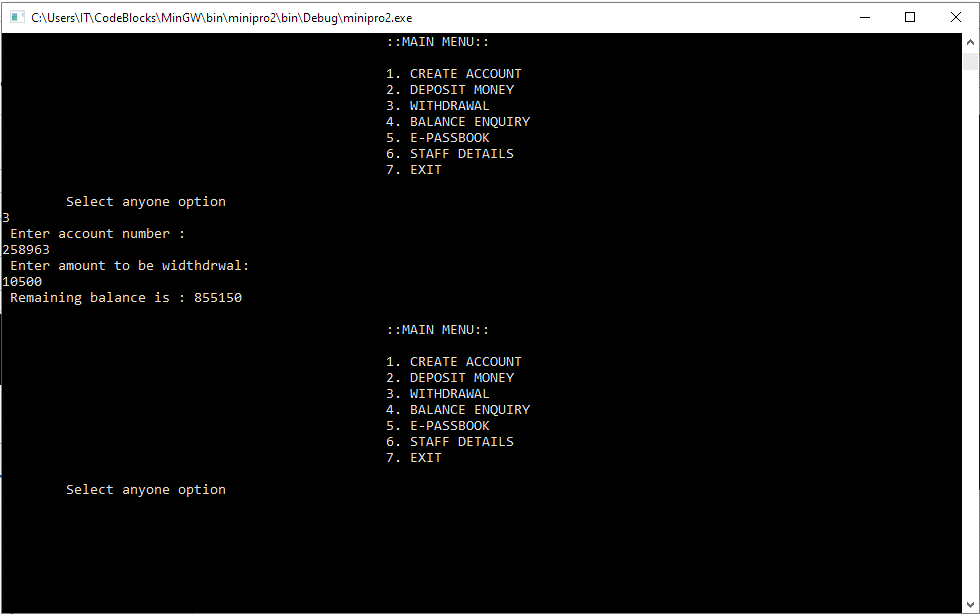 C:\Users\IT\CodeBlocks\MinGW\bin\minipro2\bin\Debug\minipro2.exe
::MAIN MENU::
1. CREATE ACCOUNT
2. DEPOSIT MONEY
3. WITHDRAWAL
4. BALANCE ENQUIRY
5. E-PASSBOOK
6. STAFF DETAILS
7. EXIT
Select anyone option
3
Enter account number :
258963
Enter amount to be widthdrwal:
10500
Remaining balance is : 855150
::MAIN MENU::
1. CREATE ACCOUNT
2. DEPOSIT MONEY
3. WITHDRAWAL
4. BALANCE ENQUIRY
5. E-PASSBOOK
6. STAFF DETAILS
7. EXIT
Select anyone option